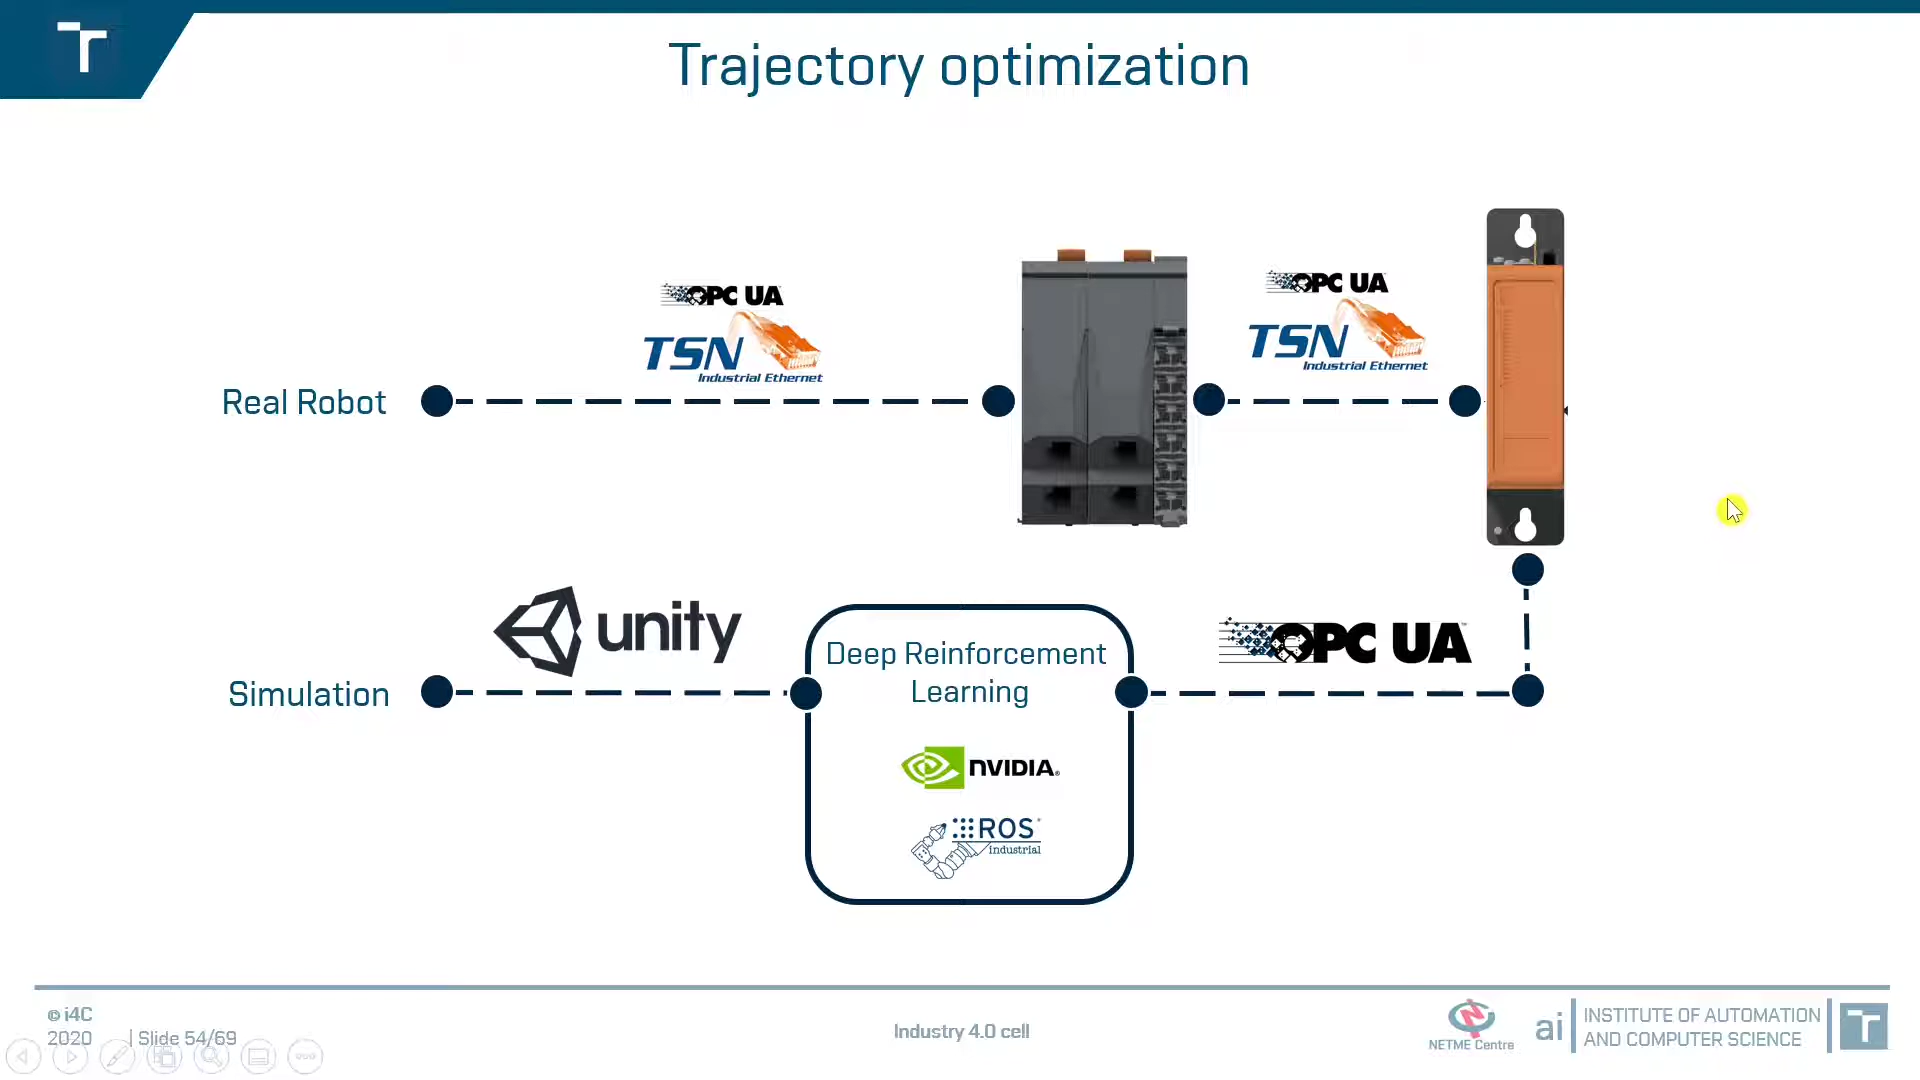 Trajectory optimization
OPC UA
TSN
Industrial Ethernet
OPC UA
TSN
Industrial Ethernet
Real Robot
unity
Deep Reinforcement
Learning
OPC UA
Simulation
NVIDIA
ROS
industrial
© i4C
2020 | Slide 54/69
Industry 4.0 cell
NETME Centre
ai
INSTITUTE OF AUTOMATION
AND COMPUTER SCIENCE